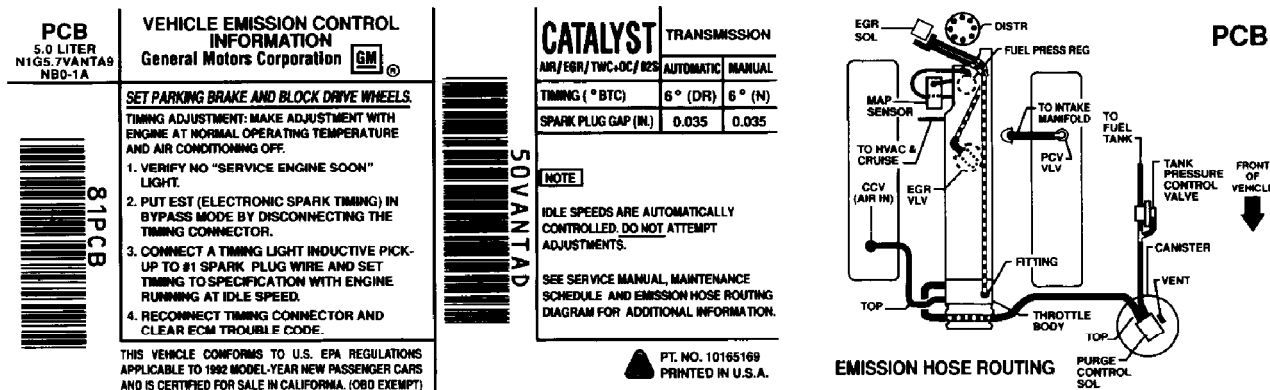 PCB
5.0 LITER
N1G5.7VANTA9
NB0-1A
81PCB
VEHICLE EMISSION CONTROL
INFORMATION
General Motors Corporation GM ®
SET PARKING BRAKE AND BLOCK DRIVE WHEELS.
TIMING ADJUSTMENT: MAKE ADJUSTMENT WITH
ENGINE AT NORMAL OPERATING TEMPERATURE
AND AIR CONDITIONING OFF.
1. VERIFY NO "SERVICE ENGINE SOON"
LIGHT.
2. PUT EST (ELECTRONIC SPARK TIMING) IN
BYPASS MODE BY DISCONNECTING THE
TIMING CONNECTOR.
3. CONNECT A TIMING LIGHT INDUCTIVE PICK-
UP TO #1 SPARK PLUG WIRE AND SET
TIMING TO SPECIFICATION WITH ENGINE
RUNNING AT IDLE SPEED.
4. RECONNECT TIMING CONNECTOR AND
CLEAR ECM TROUBLE CODE.
THIS VEHICLE CONFORMS TO U.S. EPA REGULATIONS
APPLICABLE TO 1992 MODEL-YEAR NEW PASSENGER CARS
AND IS CERTIFIED FOR SALE IN CALIFORNIA. (OBD EXEMPT)
50VANTAD
CATALYST TRANSMISSION
AIR/EGR/TWC+OC/O2S AUTOMATIC MANUAL
TIMING (°BTC) 6° (DR) 6° (N)
SPARK PLUG GAP (IN.) 0.035 0.035
NOTE
IDLE SPEEDS ARE AUTOMATICALLY
CONTROLLED. DO NOT ATTEMPT
ADJUSTMENTS.
SEE SERVICE MANUAL, MAINTENANCE
SCHEDULE AND EMISSION HOSE ROUTING
DIAGRAM FOR ADDITIONAL INFORMATION.
PT. NO. 10165169
PRINTED IN U.S.A.
PCB
EGR
SOL
DISTR
FUEL PRESS REG
MAP
SENSOR
TO HVAC &
CRUISE
TO INTAKE
MANIFOLD
PCV
VLV
TO
FUEL
TANK
TANK
PRESSURE
CONTROL
VALVE
FRONT
OF
VEHICLE
CCV
(AIR IN)
EGR
VLV
CANISTER
FITTING
VENT
TOP
THROTTLE
BODY
TOP
PURGE
CONTROL
SOL
EMISSION HOSE ROUTING